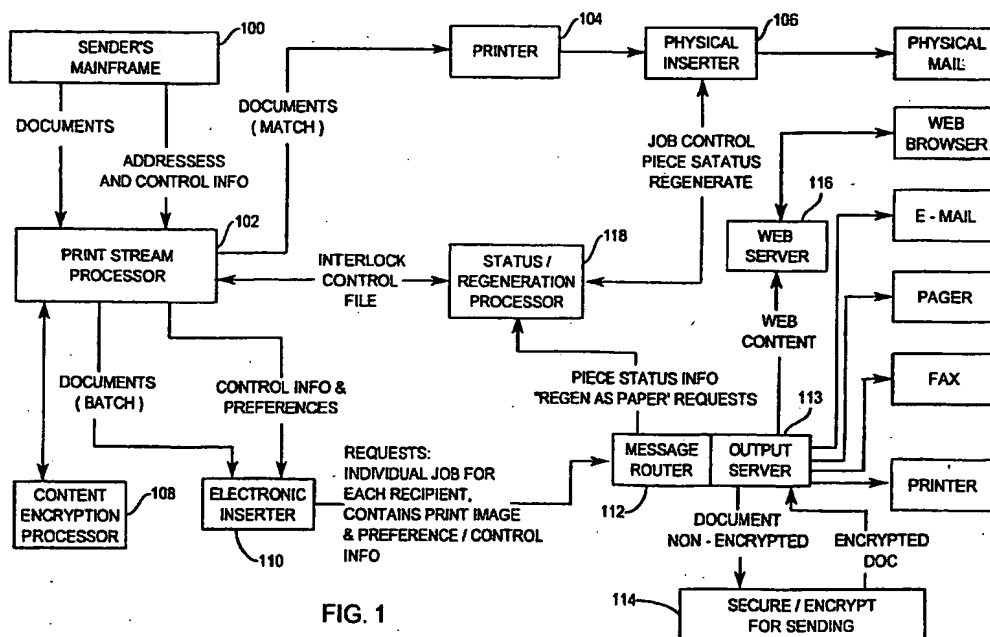 100
SENDER'S
MAINFRAME
104
PRINTER
106
PHYSICAL
INSERTER
PHYSICAL
MAIL
DOCUMENTS
ADDRESSESS
AND CONTROL INFO
DOCUMENTS
( MATCH )
JOB CONTROL
PIECE SATATUS
REGENERATE
WEB
BROWSER
116
WEB
SERVER
E - MAIL
102
PRINT STREAM
PROCESSOR
INTERLOCK
CONTROL
FILE
118
STATUS /
REGENERATION
PROCESSOR
PAGER
WEB
CONTENT
DOCUMENTS
( BATCH )
CONTROL INFO &
PREFERENCES
PIECE STATUS INFO
"REGEN AS PAPER' REQUESTS
FAX
113
MESSAGE
ROUTER
OUTPUT
SERVER
112
PRINTER
CONTENT
ENCRYPTION
PROCESSOR
108
ELECTRONIC
INSERTER
110
REQUESTS:
INDIVIDUAL JOB FOR
EACH RECIPIENT,
CONTAINS PRINT IMAGE
& PREFERENCE / CONTROL
INFO
DOCUMENT
NON - ENCRYPTED
ENCRYPTED
DOC
114
SECURE / ENCRYPT
FOR SENDING
FIG. 1